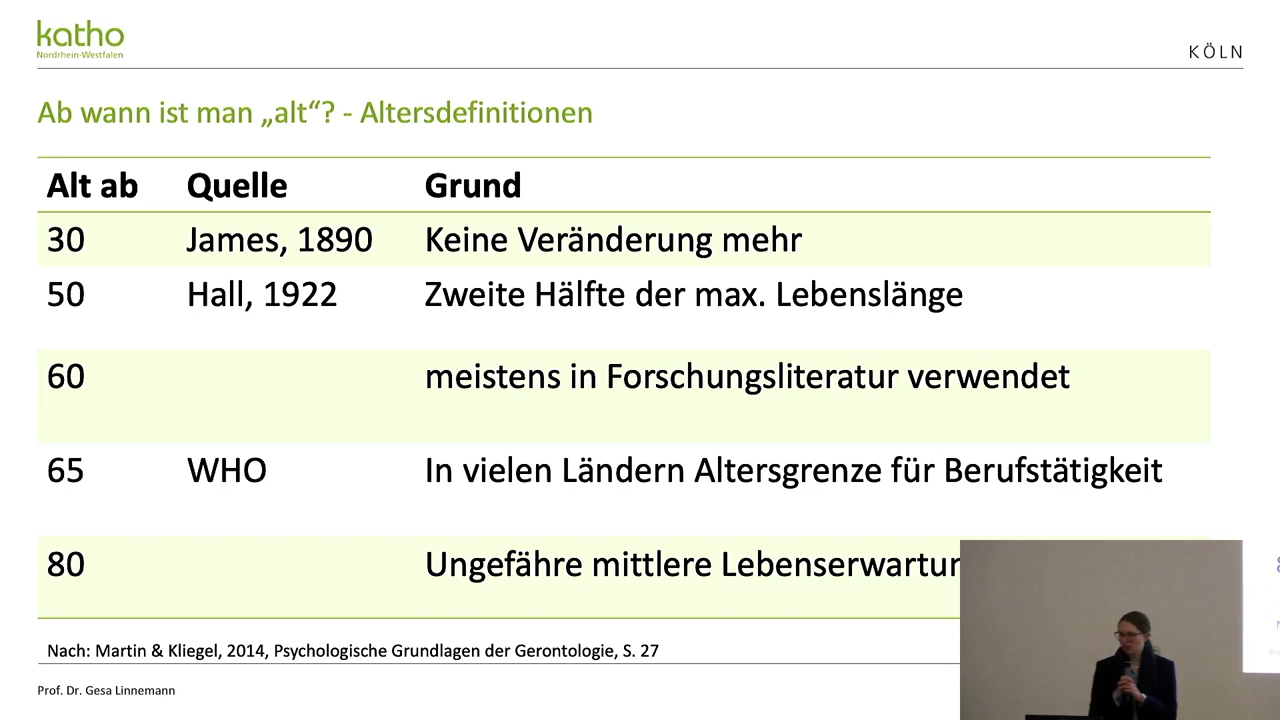 katho
Nordrhein-Westfalen
KÖLN
Ab wann ist man „alt“? - Altersdefinitionen
Alt ab Quelle Grund
30 James, 1890 Keine Veränderung mehr
50 Hall, 1922 Zweite Hälfte der max. Lebenslänge
60 meistens in Forschungsliteratur verwendet
65 WHO In vielen Ländern Altersgrenze für Berufstätigkeit
80 Ungefähre mittlere
Nach: Martin & Kliegel, 2014, Psychologische Grundlagen der Gerontologie, S. 27
Prof. Dr. Gesa Linnemann